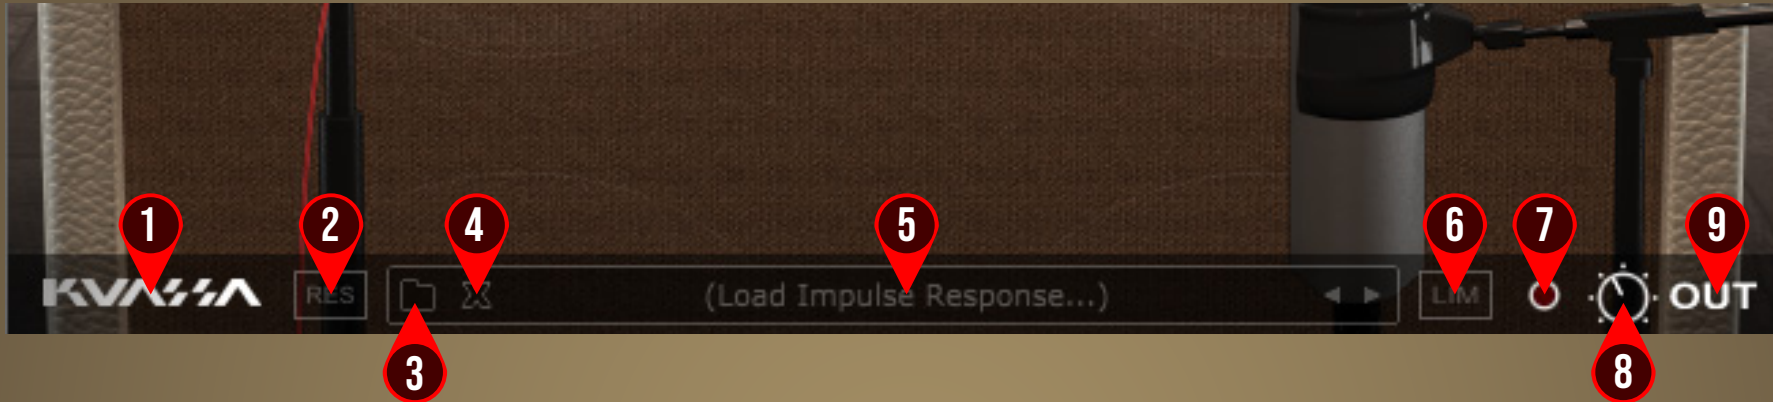 1 2 4 5 6 7 9
KVASSA RES (Load Impulse Response...) LIM OUT
3 8